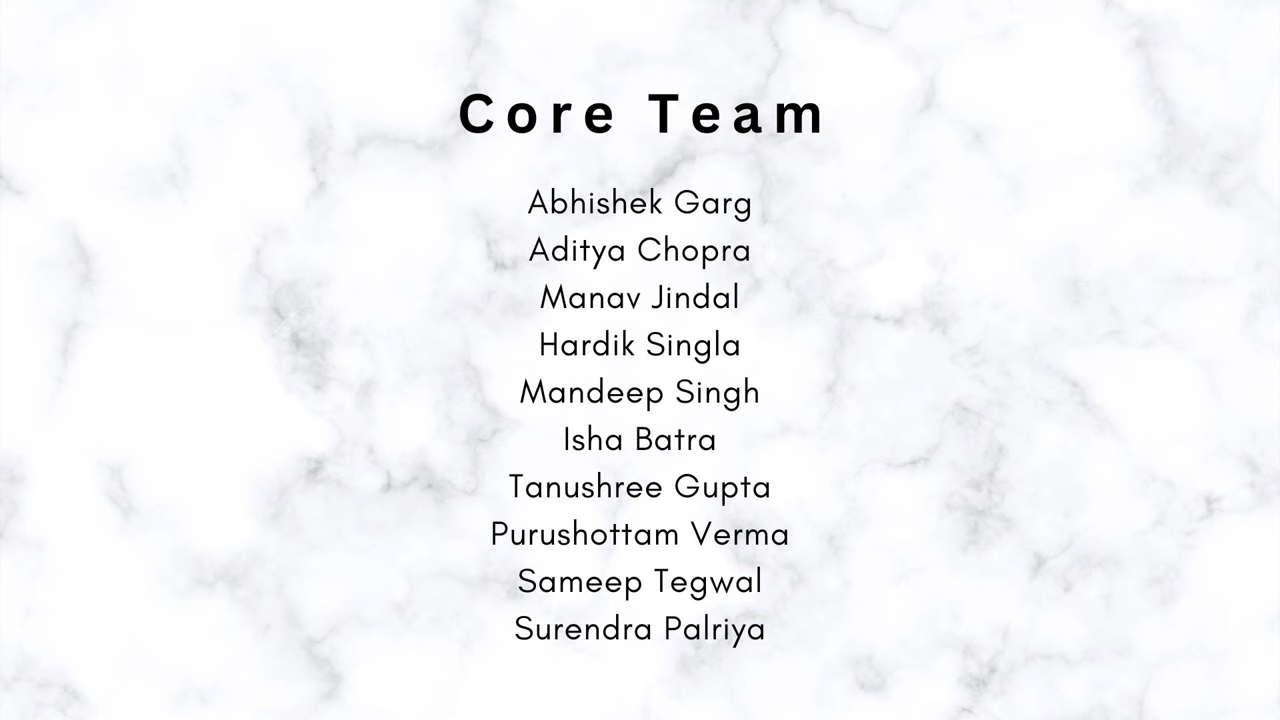 Core Team
Abhishek Garg
Aditya Chopra
Manav Jindal
Hardik Singla
Mandeep Singh
Isha Batra
Tanushree Gupta
Purushottam Verma
Sameep Tegwal
Surendra Palriya